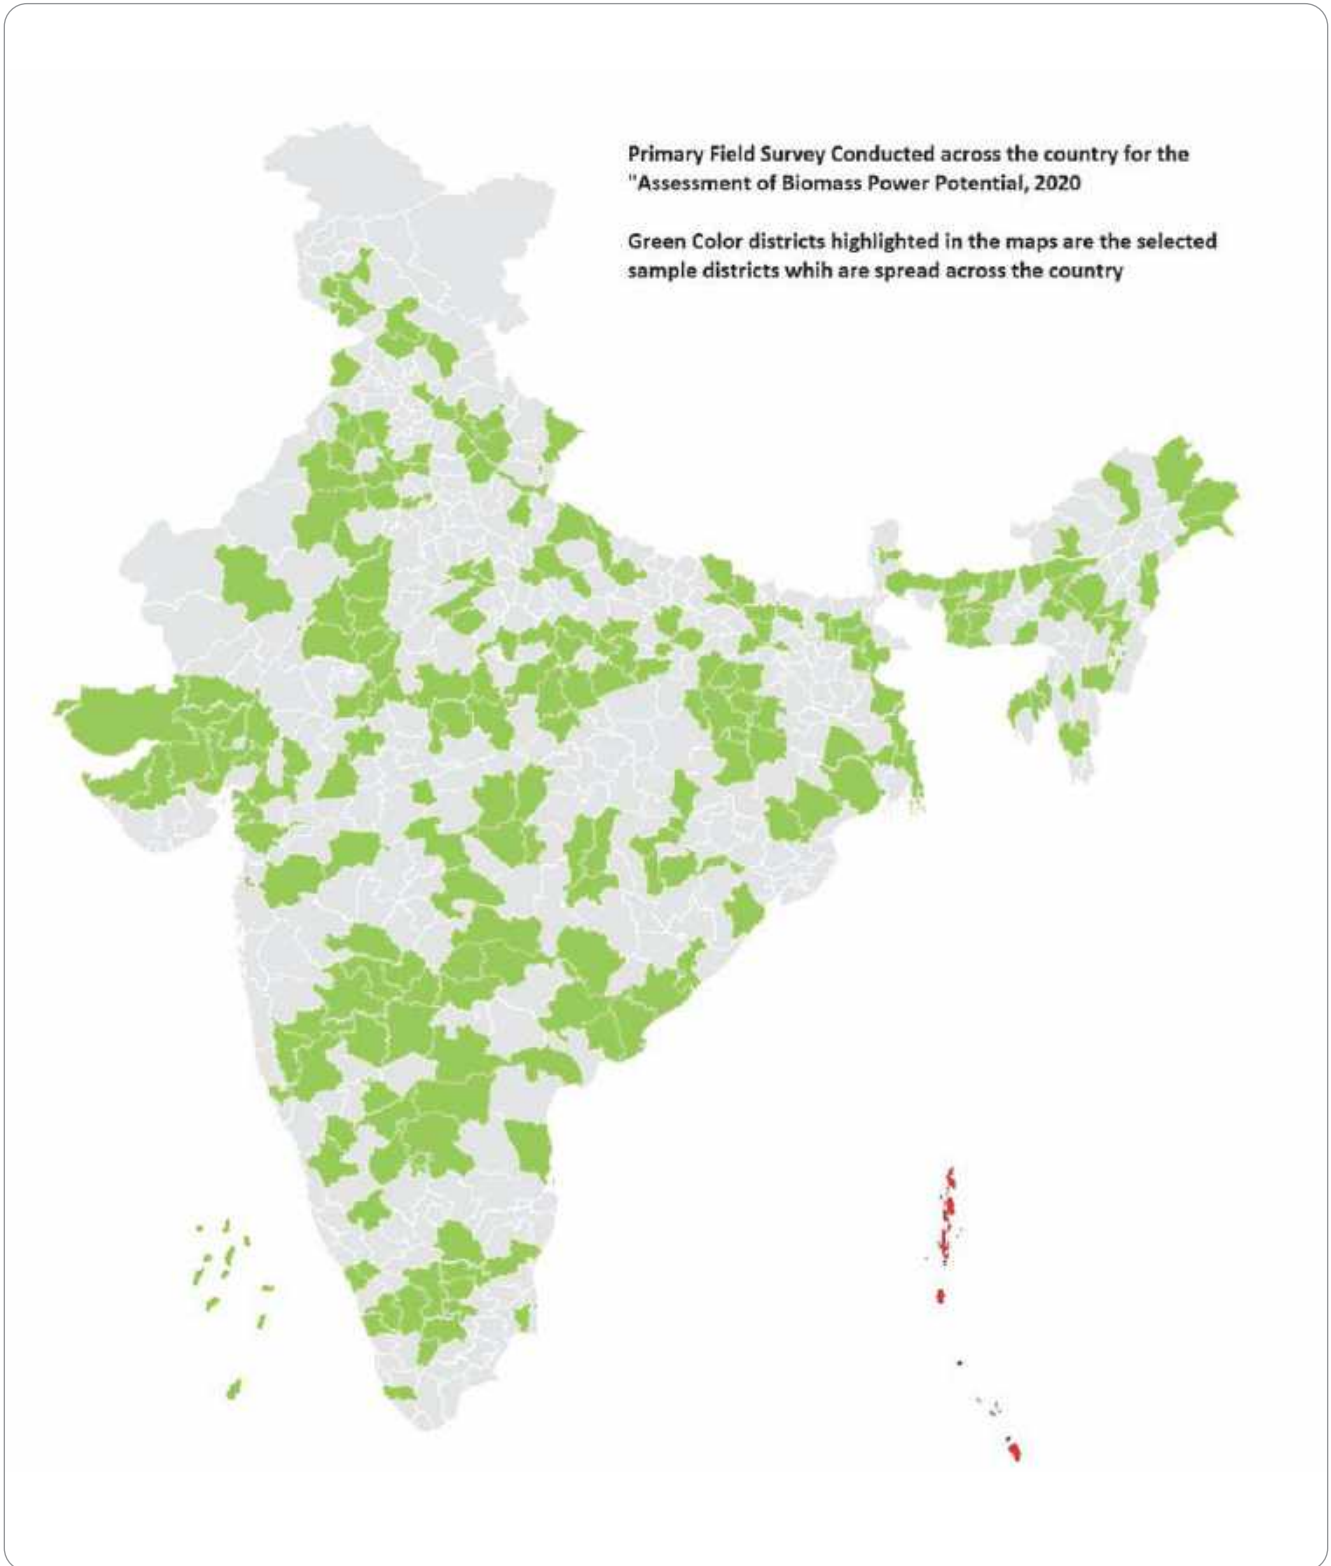 Primary Field Survey Conducted across the country for the
"Assessment of Biomass Power Potential, 2020
Green Color districts highlighted in the maps are the selected
sample districts whih are spread across the country